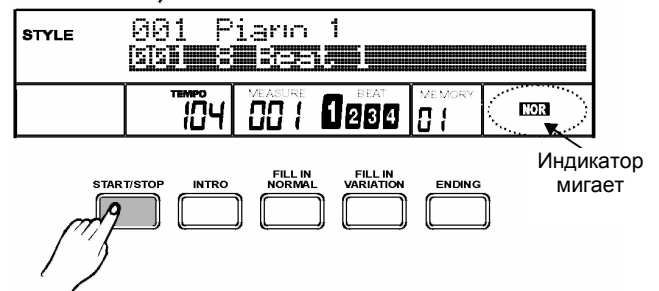 STYLE
001 Piano 1
001 8 Beat 1
TEMPO MEASURE BEAT MEMORY
104 001 1 2 3 4 01 NOR
Индикатор
мигает
START/STOP INTRO FILL IN NORMAL FILL IN VARIATION ENDING